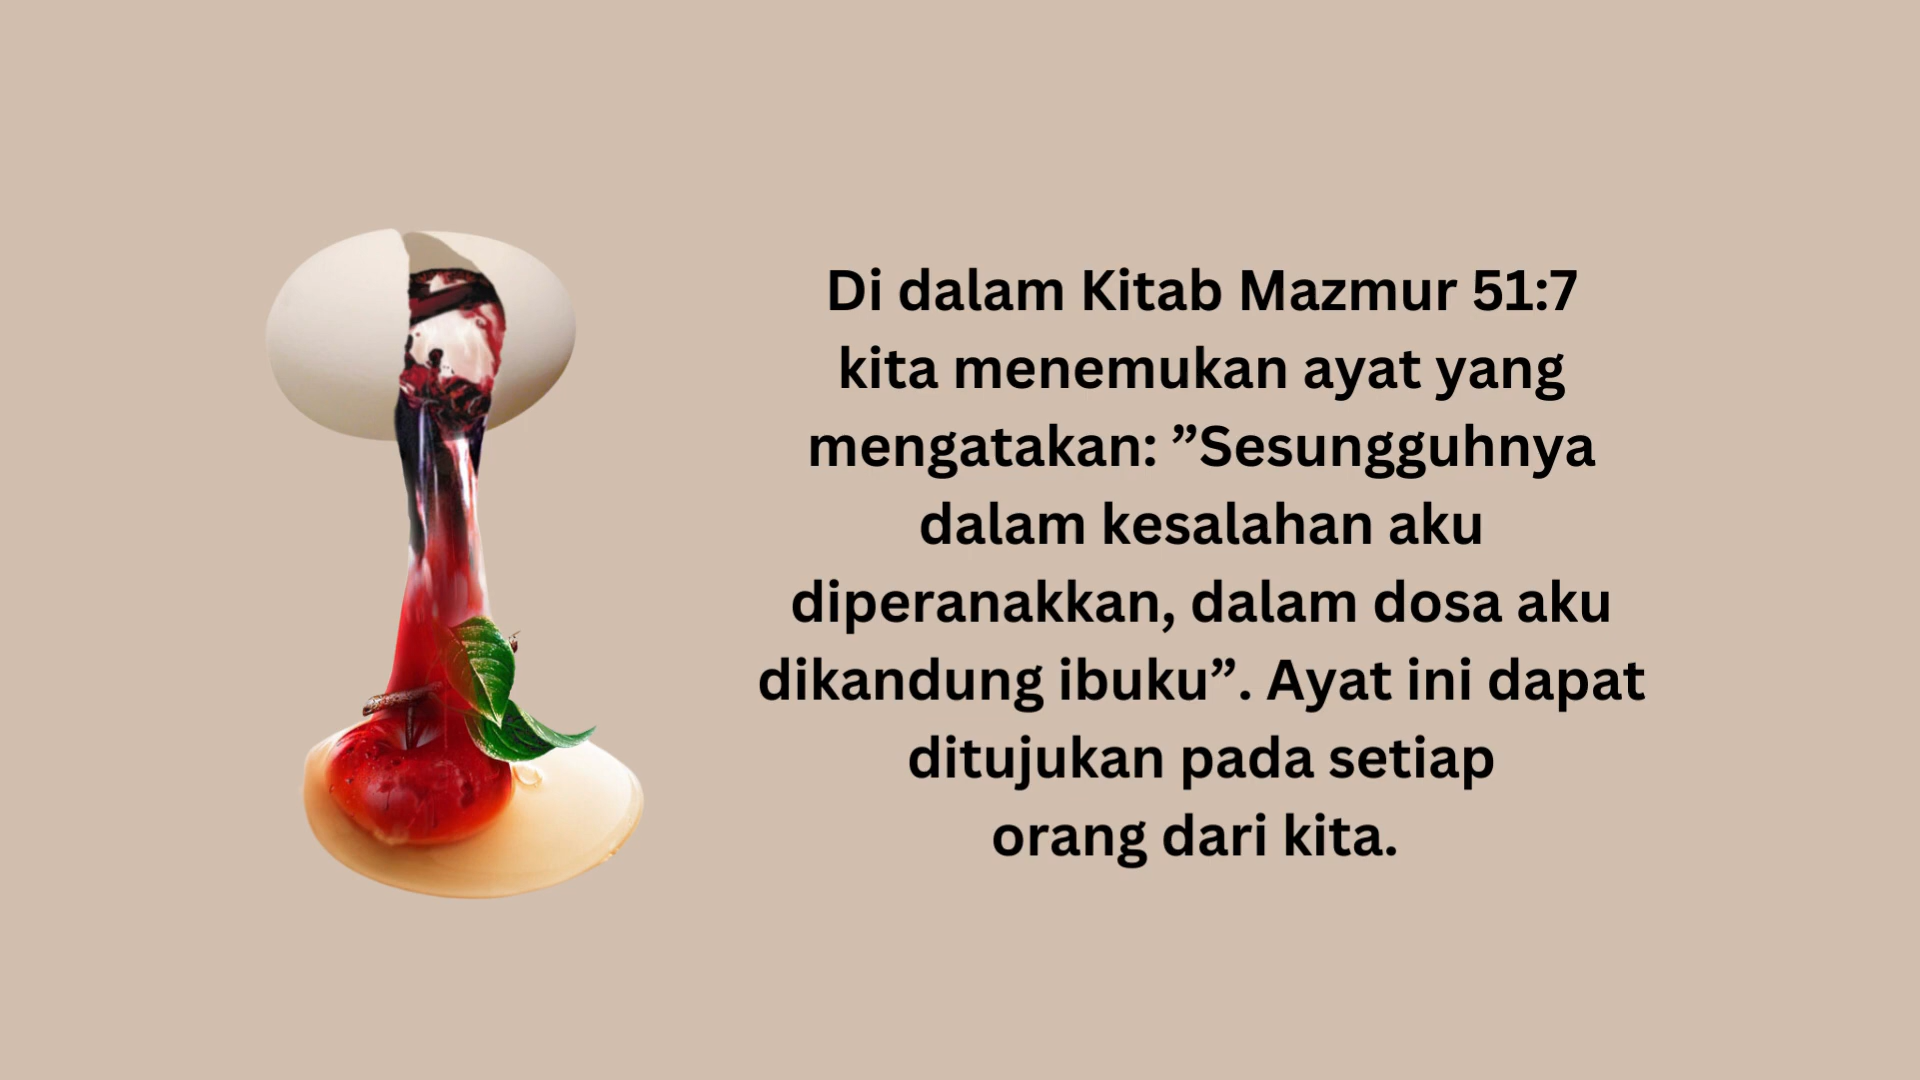 Di dalam Kitab Mazmur 51:7
kita menemukan ayat yang
mengatakan: ”Sesungguhnya
dalam kesalahan aku
diperanakkan, dalam dosa aku
dikandung ibuku”. Ayat ini dapat
ditujukan pada setiap
orang dari kita.